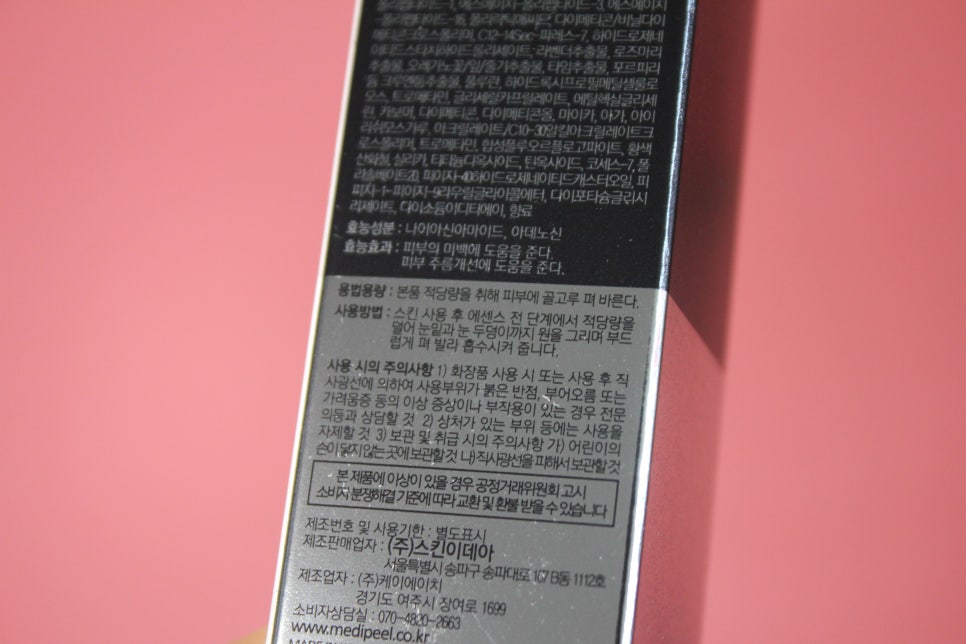 폴리펩타이드-1, 에스에이치-폴리펩타이드-3, 에스에이치
-폴리펩타이드-16, 폴리락틱애씨드, 다이메티콘/비닐다이
메티콘크로스폴리머, C12-14Sec-파레스-7, 하이드로제네
이티드스타치하이드롤리세이트·라벤더추출물, 로즈마리
추출물, 오레가노꽃/잎/줄기추출물, 타임추출물, 포르피라
듐 크루엔툼추출물, 풀루란, 하이드록시프로필메틸셀룰로
오스, 트로메타민, 글리세릴카프릴레이트, 에틸헥실글리세
린, 카보머, 다이메티콘, 다이메티콘올, 마이카, 아가, 아이
리쉬모스가루, 아크릴레이트/C10-30알킬아크릴레이트크
로스폴리머, 트로메타민, 합성플루오르플로고파이트, 황색
산화철, 실리카, 티타늄디옥사이드, 틴옥사이드, 코세스-7, 폴
라솔베이트20, 피이지-40하이드로제네이티드캐스터오일, 피
피지-1-피이지-9라우릴글라이콜에터, 다이포타슘글리시
리제이트, 다이소듐이디티에이, 향료
효능성분 : 나이아신아마이드, 아데노신
효능효과 : 피부의 미백에 도움을 준다.
피부 주름개선에 도움을 준다.
용법용량 : 본품 적당량을 취해 피부에 골고루 펴 바른다.
사용방법 : 스킨 사용 후 에센스 전 단계에서 적당량을
덜어 눈밑과 눈 두덩이까지 원을 그리며 부드
럽게 펴 발라 흡수시켜 줍니다.
사용 시의 주의사항 1) 화장품 사용 시 또는 사용 후 직
사광선에 의하여 사용부위가 붉은 반점, 부어오름 또는
가려움증 등의 이상 증상이나 부작용이 있는 경우 전문
의등과 상담할 것 2) 상처가 있는 부위 등에는 사용을
자제할 것 3) 보관 및 취급 시의 주의사항 가) 어린이의
손이 닿지 않는 곳에 보관할 것 나) 직사광선을 피해서 보관할 것
본 제품에 이상이 있을 경우 공정거래위원회 고시
소비자 분쟁해결 기준에 따라 교환 및 환불 받을 수 있습니다
제조번호 및 사용기한 : 별도표시
제조판매업자 : (주)스킨이데아
서울특별시 송파구 송파대로 167 B동 1112호
제조업자 : (주)케이에이치
경기도 여주시 장여로 1699
소비자상담실 : 070-4820-2663
www.medipeel.co.kr